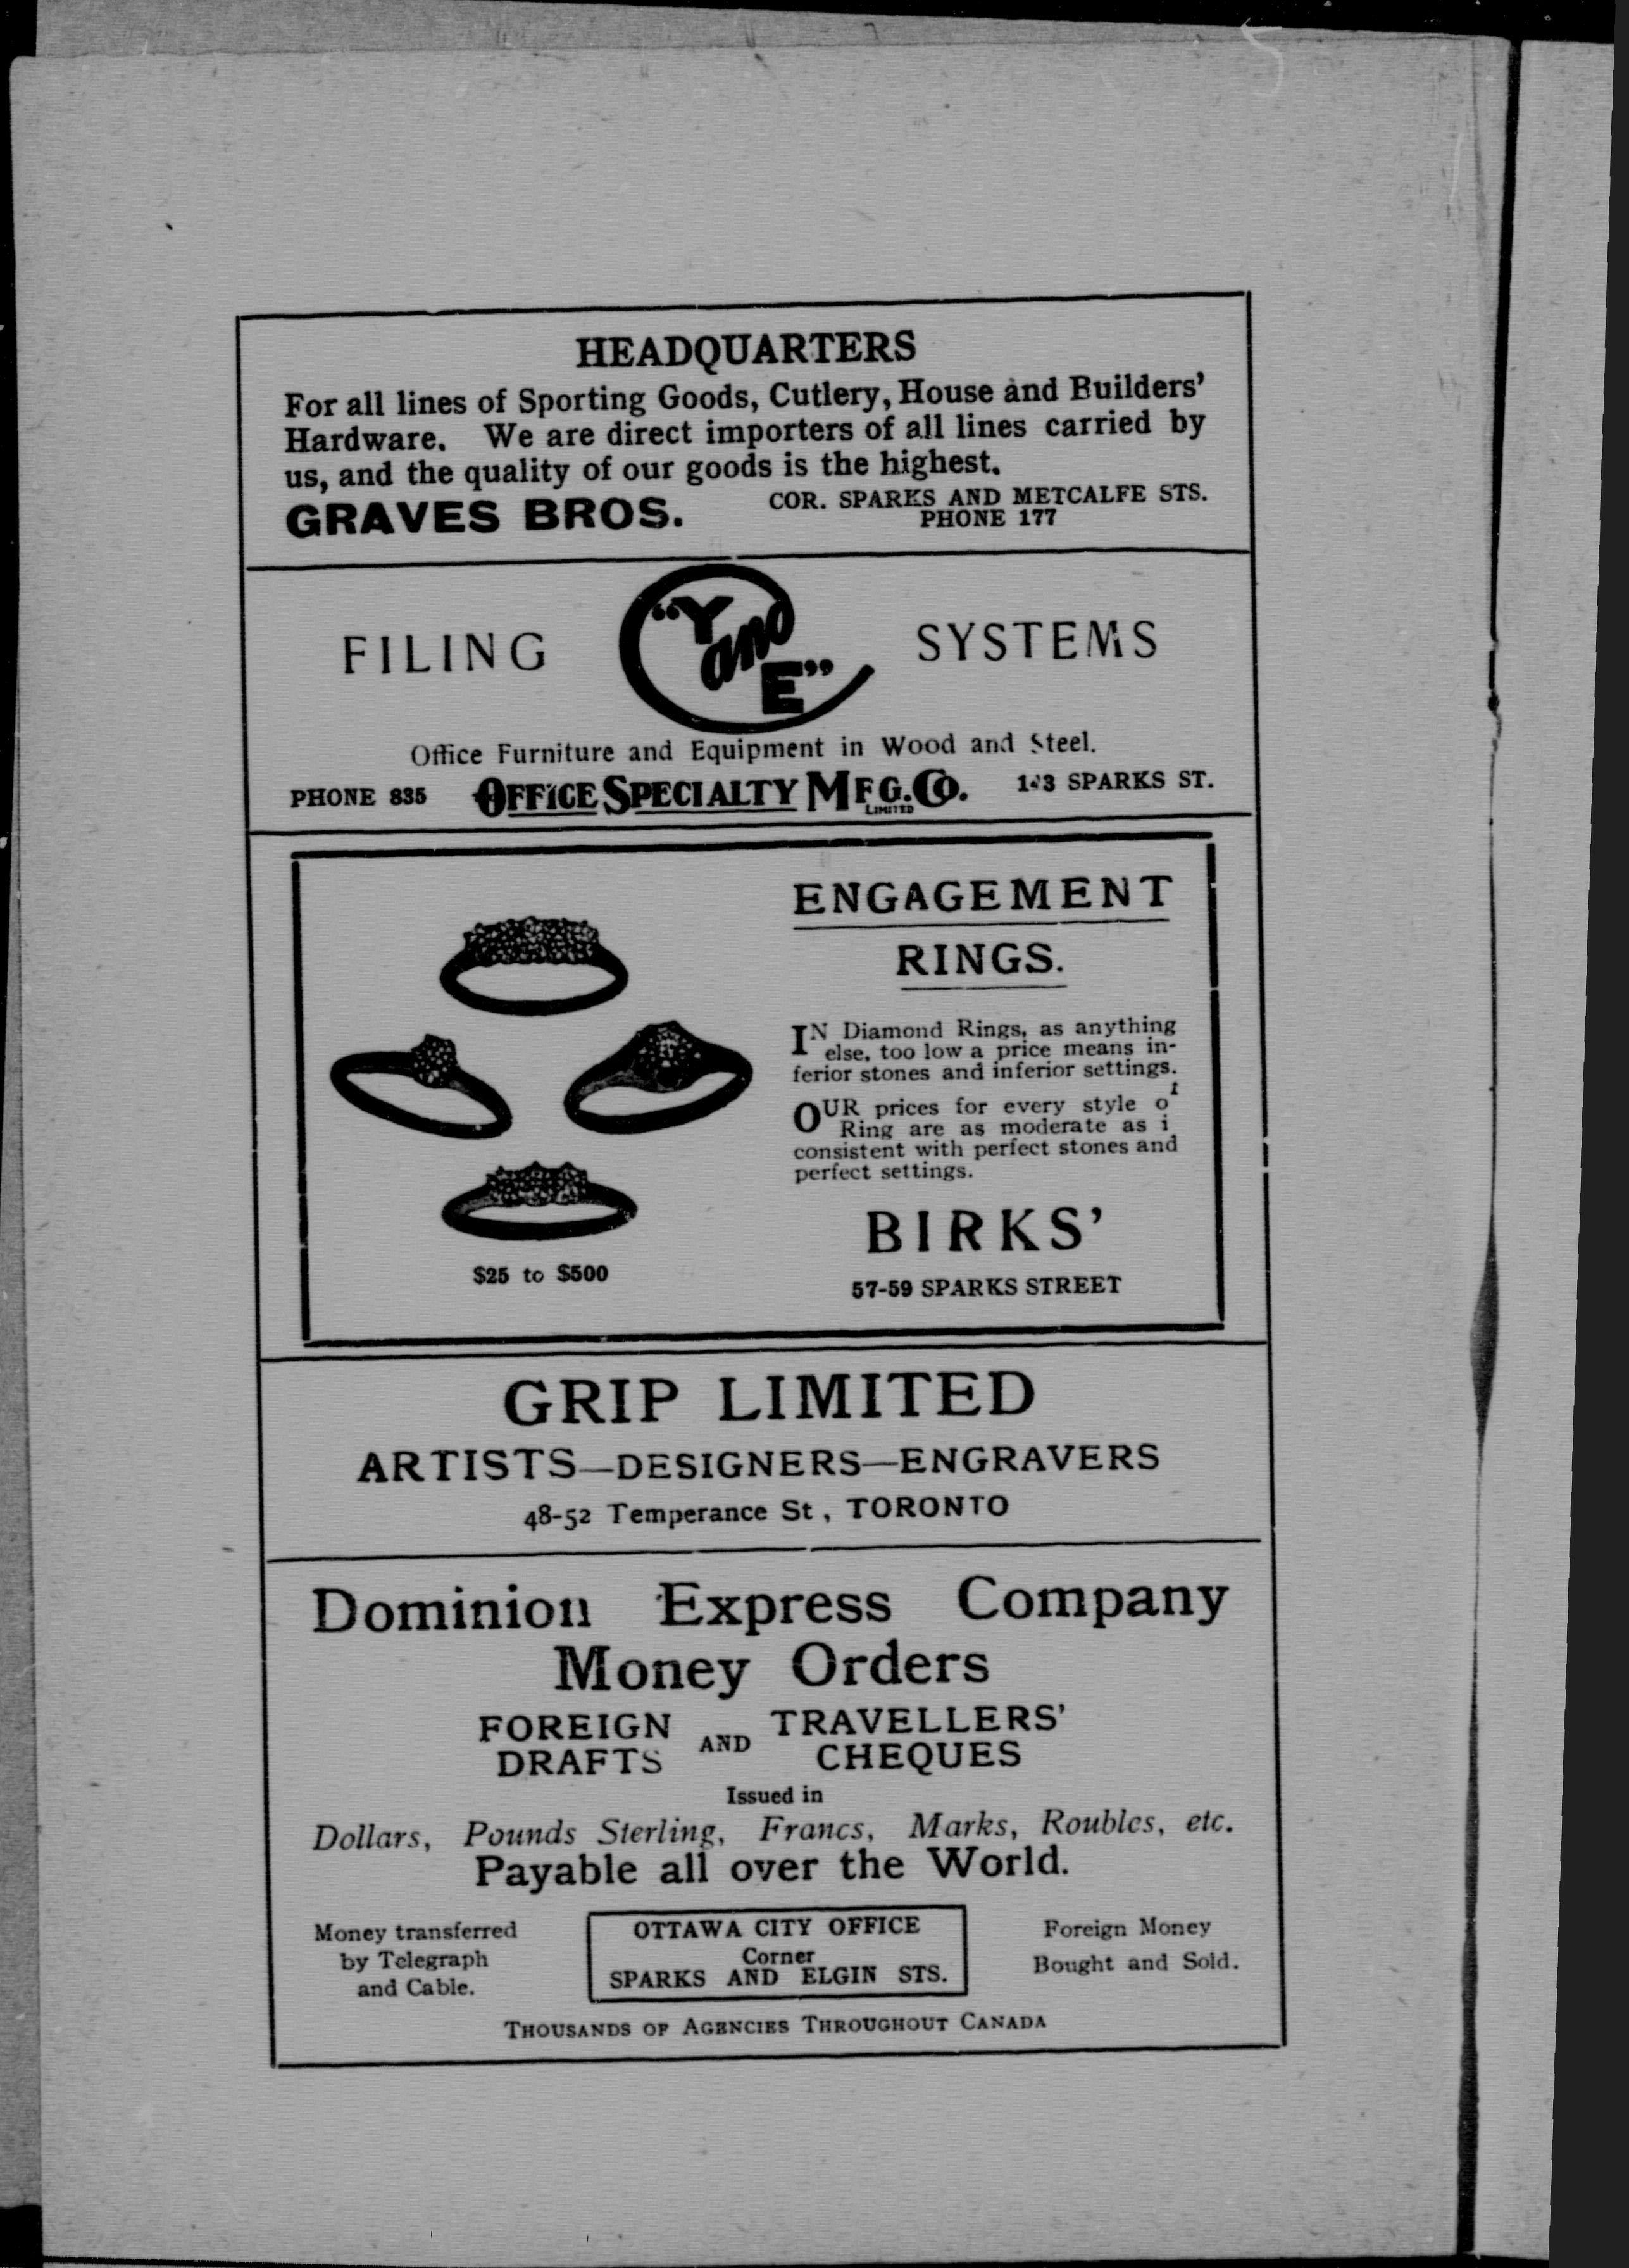 HEADQUARTERS
For all lines of Sporting Goods, Cutlery, House and Builders'
Hardware. We are direct importers of all lines carried by
us, and the quality of our goods is the highest.
GRAVES BROS.
COR. SPARKS AND METCALFE STS.
PHONE 177
FILING
"Y and E"
SYSTEMS
Office Furniture and Equipment in Wood and Steel.
PHONE 835
OFFICE SPECIALTY MFG. CO.
LIMITED
SPARKS ST.
ENGAGEMENT
RINGS.
IN Diamond Rings, as anything
else, too low a price means in-
ferior stones and inferior settings.
OUR prices for every style of
Ring are as moderate as i
consistent with perfect stones and
perfect settings.
$25 to $500
BIRKS'
57-59 SPARKS STREET
GRIP LIMITED
ARTISTS—DESIGNERS—ENGRAVERS
48-52 Temperance St, TORONTO
Dominion Express Company
Money Orders
FOREIGN DRAFTS AND TRAVELLERS' CHEQUES
Issued in
Dollars, Pounds Sterling, Francs, Marks, Roubles, etc.
Payable all over the World.
Money transferred
by Telegraph
and Cable.
OTTAWA CITY OFFICE
Corner
SPARKS AND ELGIN STS.
Foreign Money
Bought and Sold.
THOUSANDS OF AGENCIES THROUGHOUT CANADA